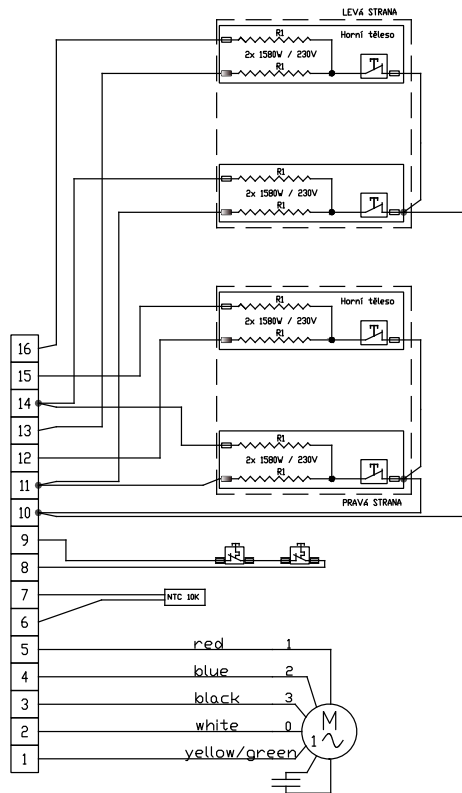 LEVÁ STRANA
R1
Horní těleso
2x 1580W / 230V
R1
T
R1
2x 1580W / 230V
R1
T
R1
Horní těleso
2x 1580W / 230V
R1
T
R1
2x 1580W / 230V
R1
T
PRAVÁ STRANA
16
15
14
13
12
11
10
9
8
7
NTC 10K
6
5 red 1
4 blue 2
3 black 3
2 white 0
1 yellow/green
M
1